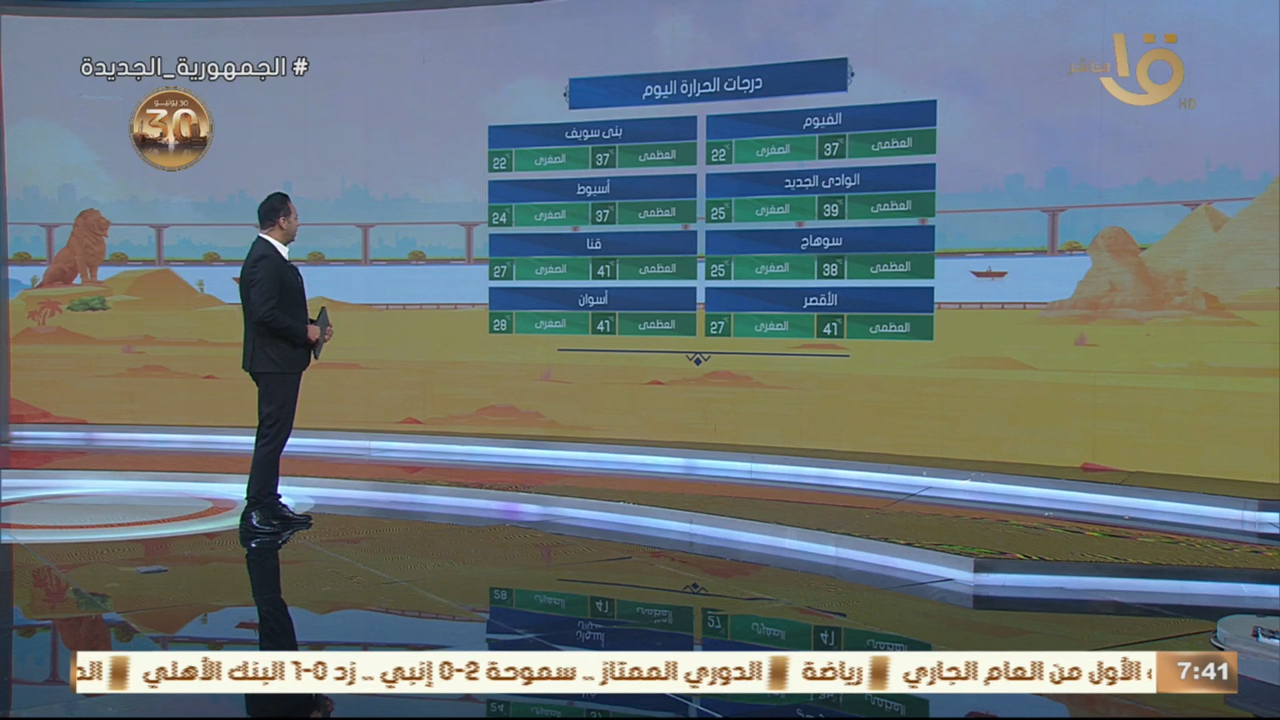 # الجمهورية_الجديدة
30 يونيو
30
HD
درجات الحرارة اليوم
الفيوم
العظمى 37°c الصغرى 22°c
بنى سويف
العظمى 37°c الصغرى 22°c
الوادى الجديد
العظمى 39 الصغرى 25°c
أسيوط
العظمى 37 الصغرى 24
سوهاج
العظمى 38 الصغرى 25
قنا
العظمى 41 الصغرى 27
الأقصر
العظمى 41 الصغرى 27
أسوان
العظمى 41 الصغرى 28
7:41 الأول من العام الجاري رياضة الدوري الممتاز .. سموحة 2-0 إنبي .. زد 0-1 البنك الأهلي